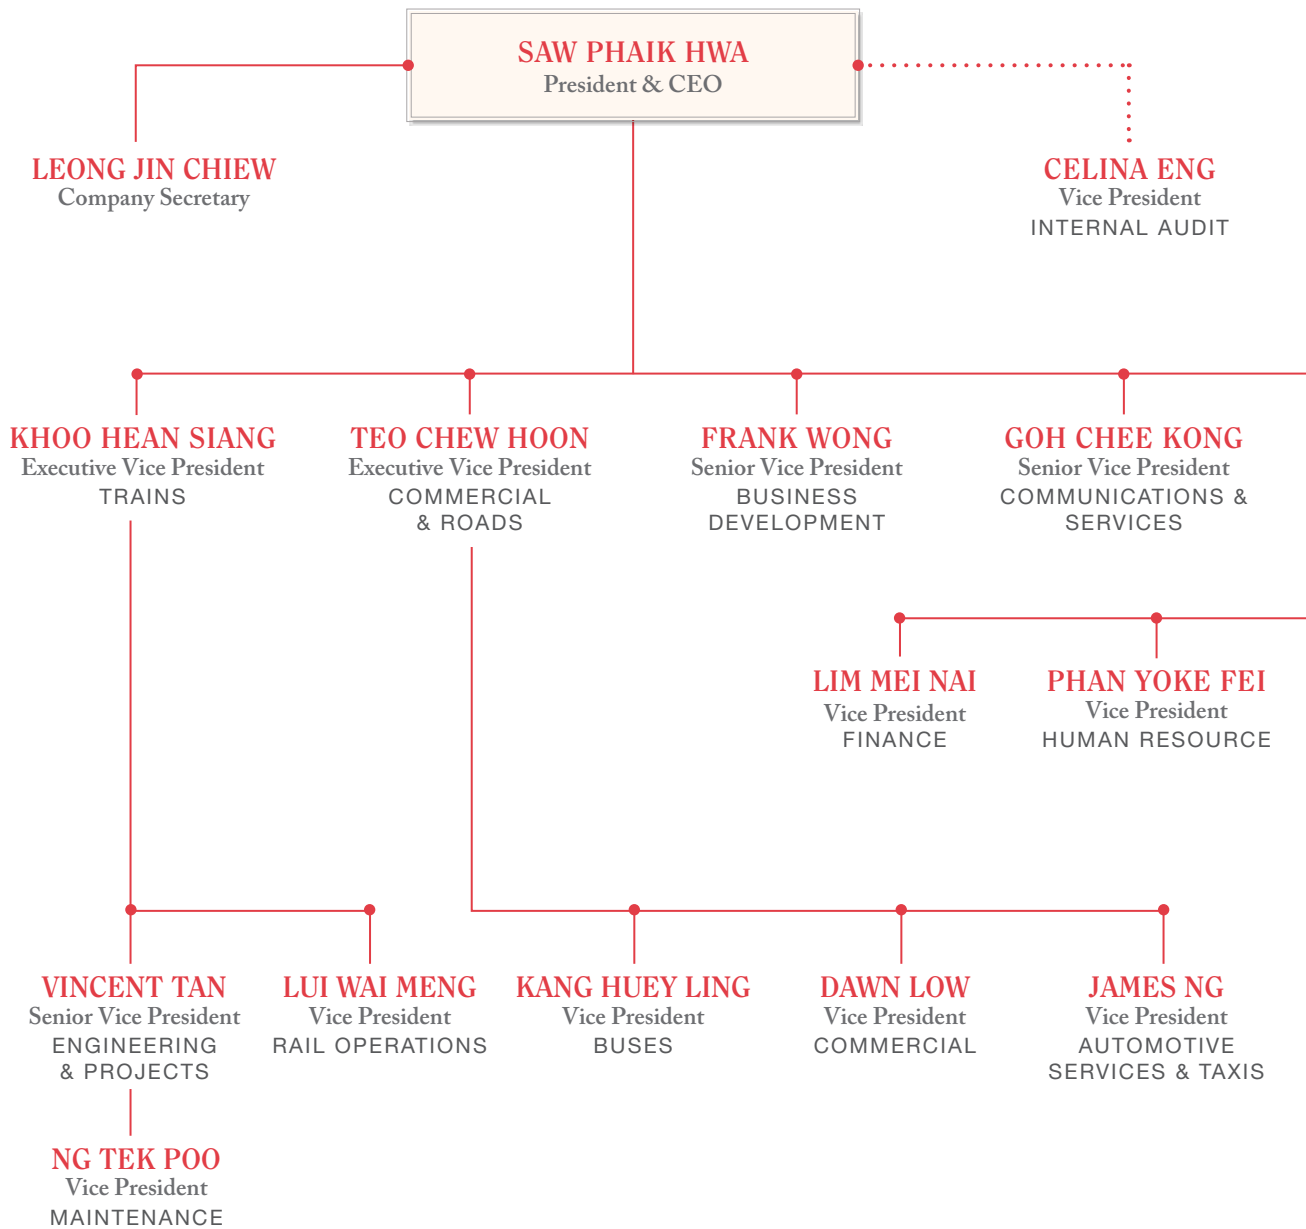 SAW PHAIK HWA
President & CEO
LEONG JIN CHIEW
Company Secretary
CELINA ENG
Vice President
INTERNAL AUDIT
KHOO HEAN SIANG
Executive Vice President
TRAINS
TEO CHEW HOON
Executive Vice President
COMMERCIAL
& ROADS
FRANK WONG
Senior Vice President
BUSINESS
DEVELOPMENT
GOH CHEE KONG
Senior Vice President
COMMUNICATIONS &
SERVICES
LIM MEI NAI
Vice President
FINANCE
PHAN YOKE FEI
Vice President
HUMAN RESOURCE
VINCENT TAN
Senior Vice President
ENGINEERING
& PROJECTS
LUI WAI MENG
Vice President
RAIL OPERATIONS
KANG HUEY LING
Vice President
BUSES
DAWN LOW
Vice President
COMMERCIAL
JAMES NG
Vice President
AUTOMOTIVE
SERVICES & TAXIS
NG TEK POO
Vice President
MAINTENANCE